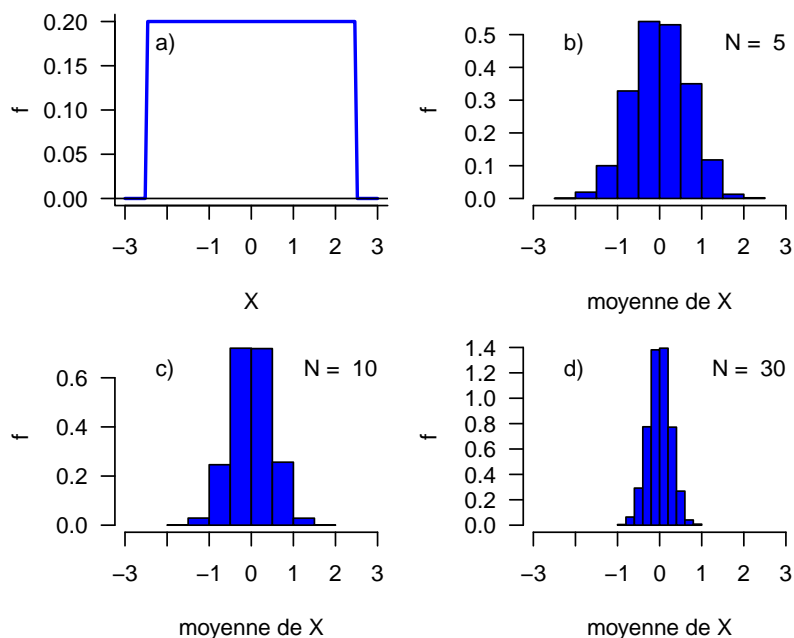 a)
f
0.20
0.15
0.10
0.05
0.00
−3 −1 0 1 2 3
X
b)
N = 5
f
0.5
0.4
0.3
0.2
0.1
0.0
−3 −1 0 1 2 3
moyenne de X
c)
N = 10
f
0.6
0.4
0.2
0.0
−3 −1 0 1 2 3
moyenne de X
d)
N = 30
f
1.4
1.2
1.0
0.8
0.6
0.4
0.2
0.0
−3 −1 0 1 2 3
moyenne de X